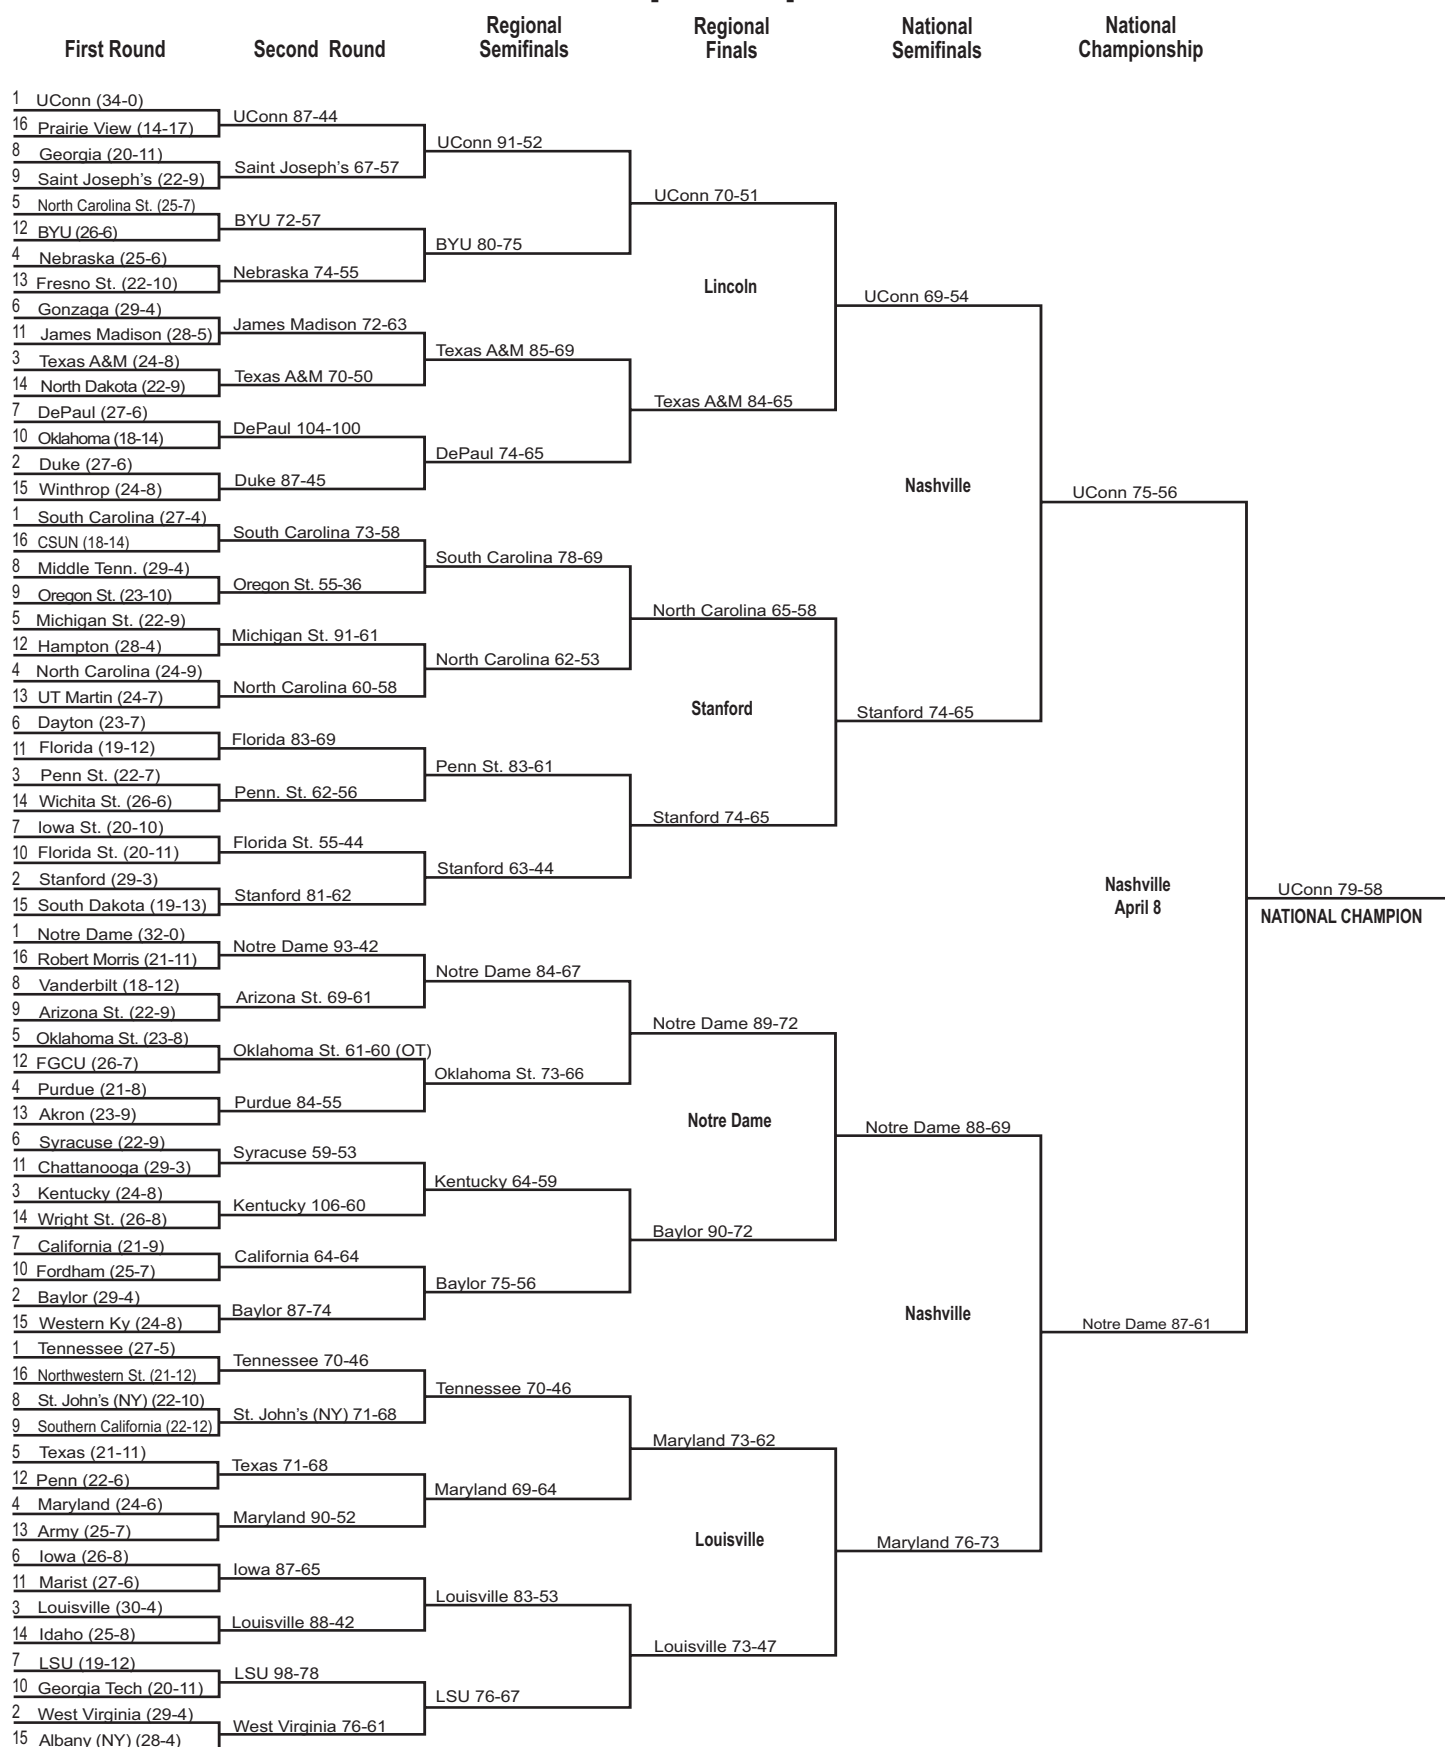 Regional
Regional
National
National
First Round
Second Round
Semifinals
Finals
Semifinals
Championship
1 UConn (34-0)
16 Prairie View (14-17)
8 Georgia (20-11)
9 Saint Joseph's (22-9)
5 North Carolina St. (25-7)
12 BYU (26-6)
4 Nebraska (25-6)
13 Fresno St. (22-10)
6 Gonzaga (29-4)
11 James Madison (28-5)
3 Texas A&M (24-8)
14 North Dakota (22-9)
7 DePaul (27-6)
10 Oklahoma (18-14)
2 Duke (27-6)
15 Winthrop (24-8)
1 South Carolina (27-4)
16 CSUN (18-14)
8 Middle Tenn. (29-4)
9 Oregon St. (23-10)
5 Michigan St. (22-9)
12 Hampton (28-4)
4 North Carolina (24-9)
13 UT Martin (24-7)
6 Dayton (23-7)
11 Florida (19-12)
3 Penn St. (22-7)
14 Wichita St. (26-6)
7 Iowa St. (20-10)
10 Florida St. (20-11)
2 Stanford (29-3)
15 South Dakota (19-13)
1 Notre Dame (32-0)
16 Robert Morris (21-11)
8 Vanderbilt (18-12)
9 Arizona St. (22-9)
5 Oklahoma St. (23-8)
12 FGCU (26-7)
4 Purdue (21-8)
13 Akron (23-9)
6 Syracuse (22-9)
11 Chattanooga (29-3)
3 Kentucky (24-8)
14 Wright St. (26-8)
7 California (21-9)
10 Fordham (25-7)
2 Baylor (29-4)
15 Western Ky (24-8)
1 Tennessee (27-5)
16 Northwestern St. (21-12)
8 St. John's (NY) (22-10)
9 Southern California (22-12)
5 Texas (21-11)
12 Penn (22-6)
4 Maryland (24-6)
13 Army (25-7)
6 Iowa (26-8)
11 Marist (27-6)
3 Louisville (30-4)
14 Idaho (25-8)
7 LSU (19-12)
10 Georgia Tech (20-11)
2 West Virginia (29-4)
15 Albany (NY) (28-4)
UConn 87-44
Saint Joseph's 67-57
BYU 72-57
Nebraska 74-55
James Madison 72-63
Texas A&M 70-50
DePaul 104-100
Duke 87-45
South Carolina 73-58
Oregon St. 55-36
Michigan St. 91-61
North Carolina 60-58
Florida 83-69
Penn. St. 62-56
Florida St. 55-44
Stanford 81-62
Notre Dame 93-42
Arizona St. 69-61
Oklahoma St. 61-60 (OT)
Purdue 84-55
Syracuse 59-53
Kentucky 106-60
California 64-64
Baylor 87-74
Tennessee 70-46
St. John's (NY) 71-68
Texas 71-68
Maryland 90-52
Iowa 87-65
Louisville 88-42
LSU 98-78
West Virginia 76-61
UConn 91-52
BYU 80-75
Texas A&M 85-69
DePaul 74-65
South Carolina 78-69
North Carolina 62-53
Penn St. 83-61
Stanford 63-44
Notre Dame 84-67
Oklahoma St. 73-66
Kentucky 64-59
Baylor 75-56
Tennessee 70-46
Maryland 69-64
Louisville 83-53
LSU 76-67
UConn 70-51
Lincoln
Texas A&M 84-65
North Carolina 65-58
Stanford
Stanford 74-65
Notre Dame 89-72
Notre Dame
Baylor 90-72
Maryland 73-62
Louisville
Louisville 73-47
UConn 69-54
Nashville
Stanford 74-65
Notre Dame 88-69
Nashville
Maryland 76-73
UConn 75-56
Nashville
April 8
Notre Dame 87-61
UConn 79-58
NATIONAL CHAMPION